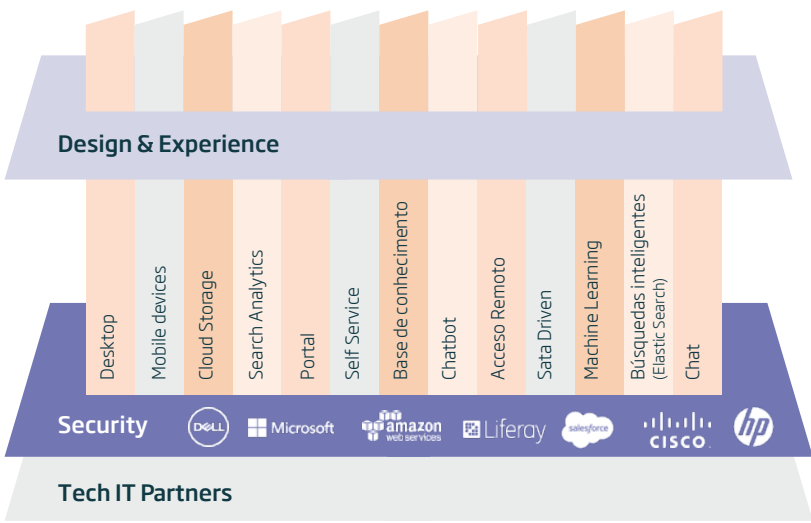 Design & Experience
Desktop
Mobile devices
Cloud Storage
Search Analytics
Portal
Self Service
Base de conhecimento
Chatbot
Acceso Remoto
Sata Driven
Machine Learning
Búsquedas inteligentes
(Elastic Search)
Chat
Security
DELL
Microsoft
amazon
web services
Liferay
salesforce
CISCO.
hp
Tech IT Partners